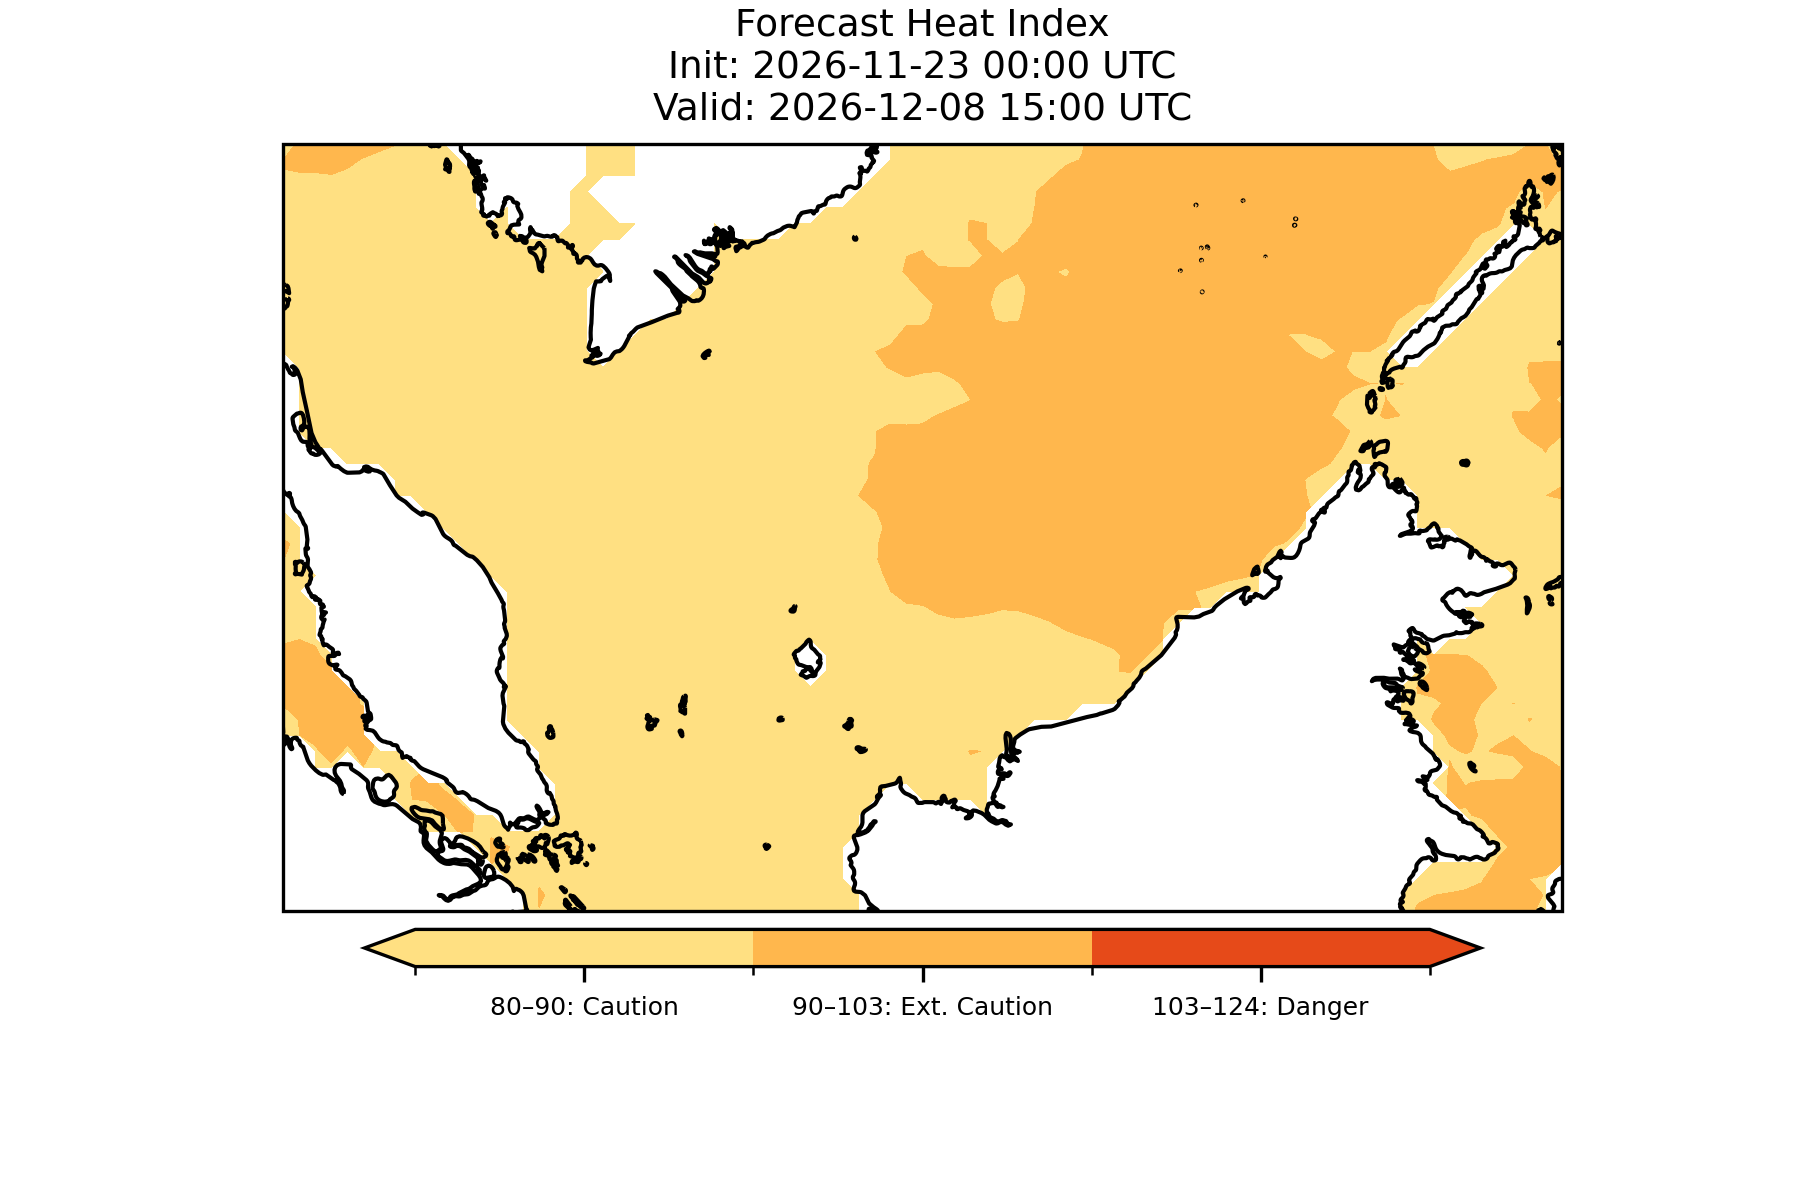 Forecast Heat Index
Init: 2026-11-23 00:00 UTC
Valid: 2026-12-08 15:00 UTC
80–90: Caution
90–103: Ext. Caution
103–124: Danger